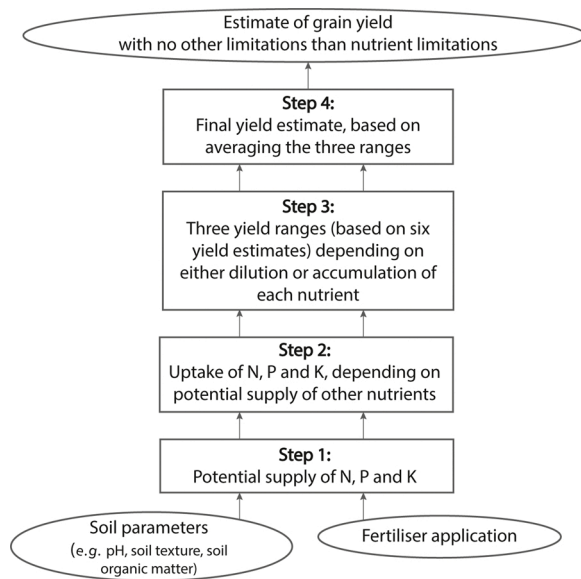 Estimate of grain yield
with no other limitations than nutrient limitations
Step 4:
Final yield estimate, based on
averaging the three ranges
Step 3:
Three yield ranges (based on six
yield estimates) depending on
either dilution or accumulation of
each nutrient
Step 2:
Uptake of N, P and K, depending on
potential supply of other nutrients
Step 1:
Potential supply of N, P and K
Soil parameters
(e.g. pH, soil texture, soil
organic matter)
Fertiliser application